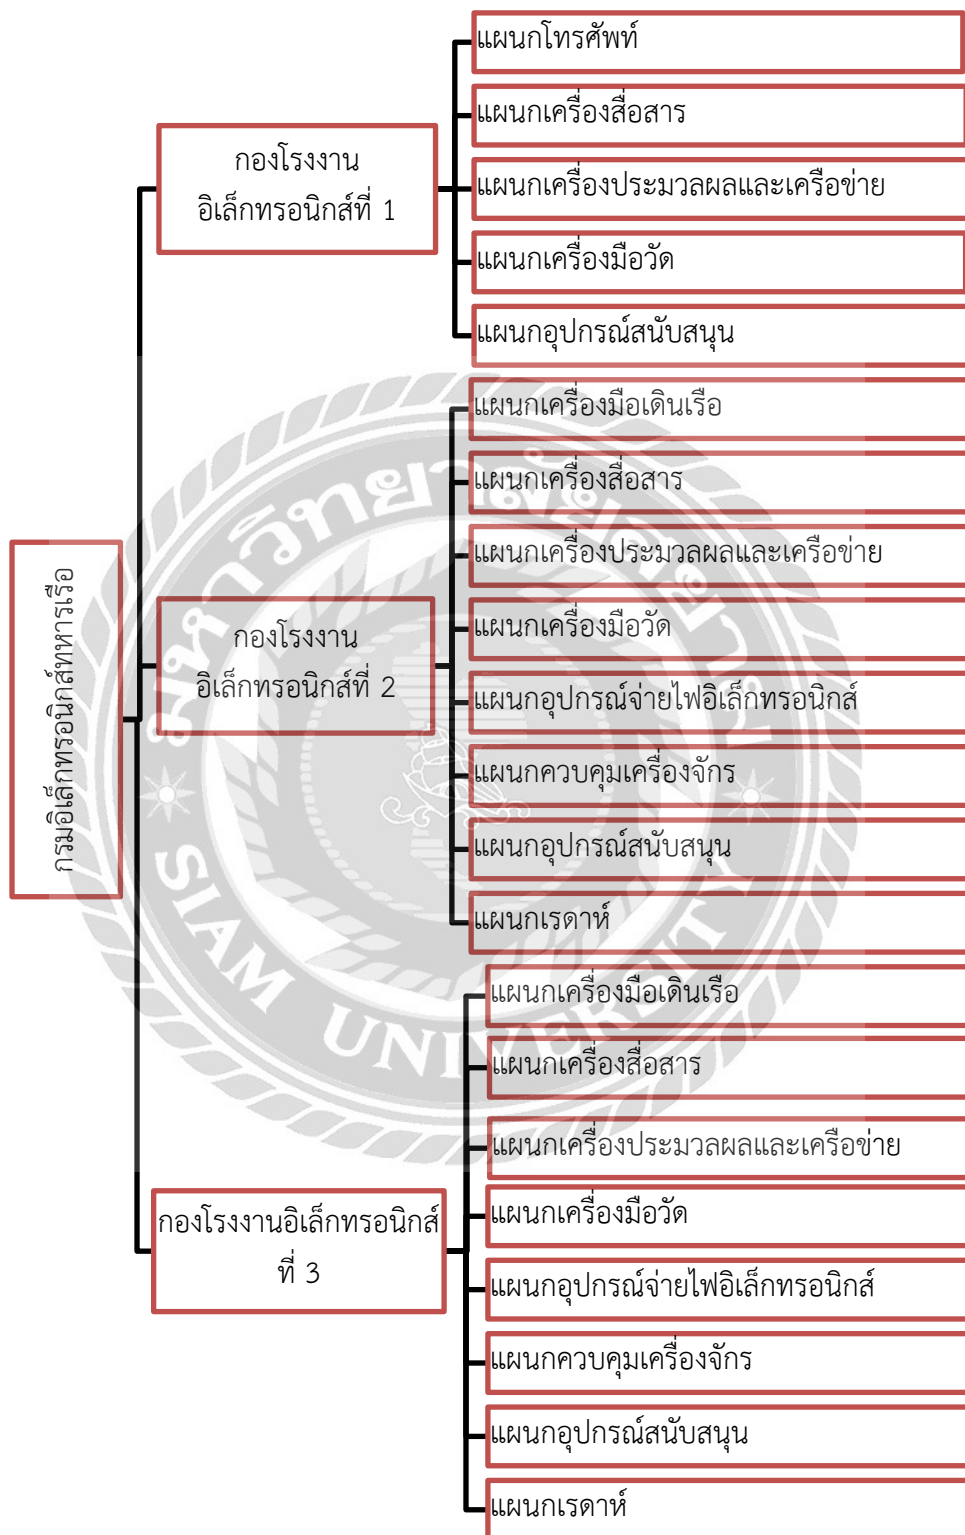 แผนกโทรศัพท์
แผนกเครื่องสื่อสาร
กองโรงงาน
อิเล็กทรอนิกส์ที่ 1
แผนกเครื่องประมวลผลและเครือข่าย
แผนกเครื่องมือวัด
แผนกอุปกรณ์สนับสนุน
แผนกเครื่องมือเดินเรือ
แผนกเครื่องสื่อสาร
แผนกเครื่องประมวลผลและเครือข่าย
กรมอิเล็กทรอนิกส์ทหารเรือ
กองโรงงาน
อิเล็กทรอนิกส์ที่ 2
แผนกเครื่องมือวัด
แผนกอุปกรณ์จ่ายไฟอิเล็กทรอนิกส์
แผนกควบคุมเครื่องจักร
แผนกอุปกรณ์สนับสนุน
แผนกเรดาห์
แผนกเครื่องมือเดินเรือ
แผนกเครื่องสื่อสาร
แผนกเครื่องประมวลผลและเครือข่าย
กองโรงงานอิเล็กทรอนิกส์
ที่ 3
แผนกเครื่องมือวัด
แผนกอุปกรณ์จ่ายไฟอิเล็กทรอนิกส์
แผนกควบคุมเครื่องจักร
แผนกอุปกรณ์สนับสนุน
แผนกเรดาห์
มหาวิทยาลัยสยาม
SIAM UNIVERSITY